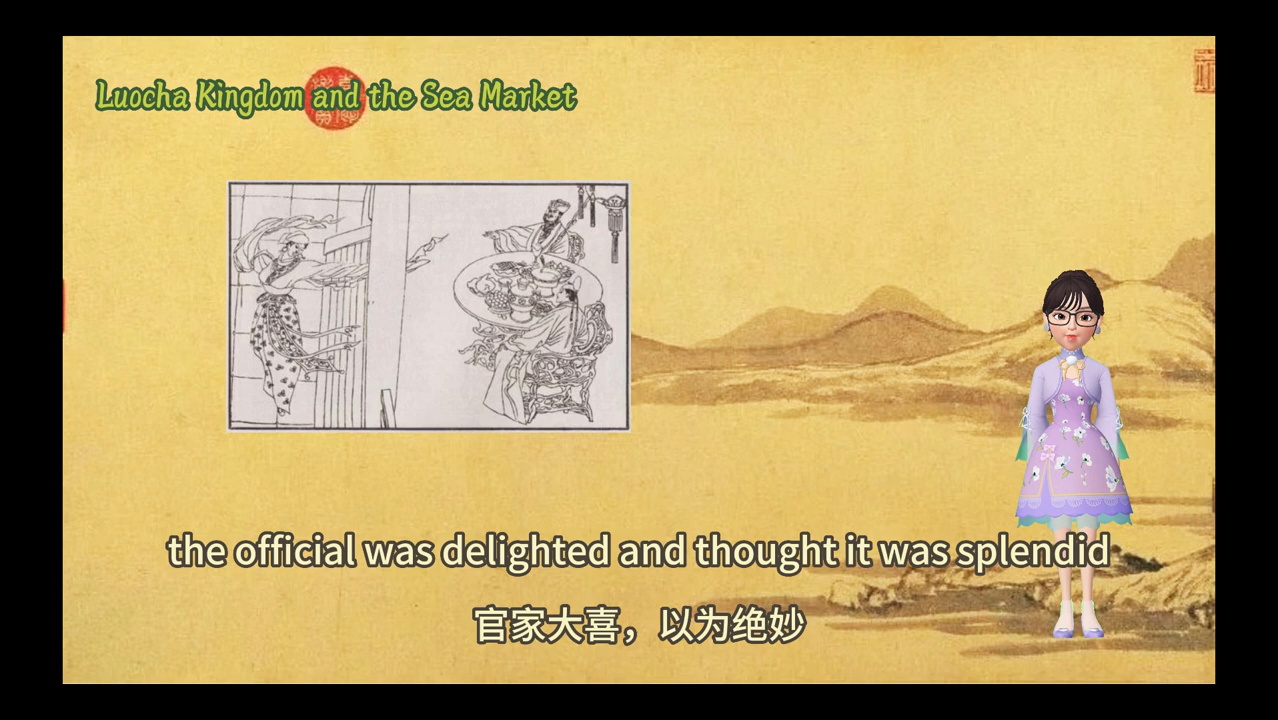 Luocha Kingdom and the Sea Market
the official was delighted and thought it was splendid
官家大喜，以为绝妙